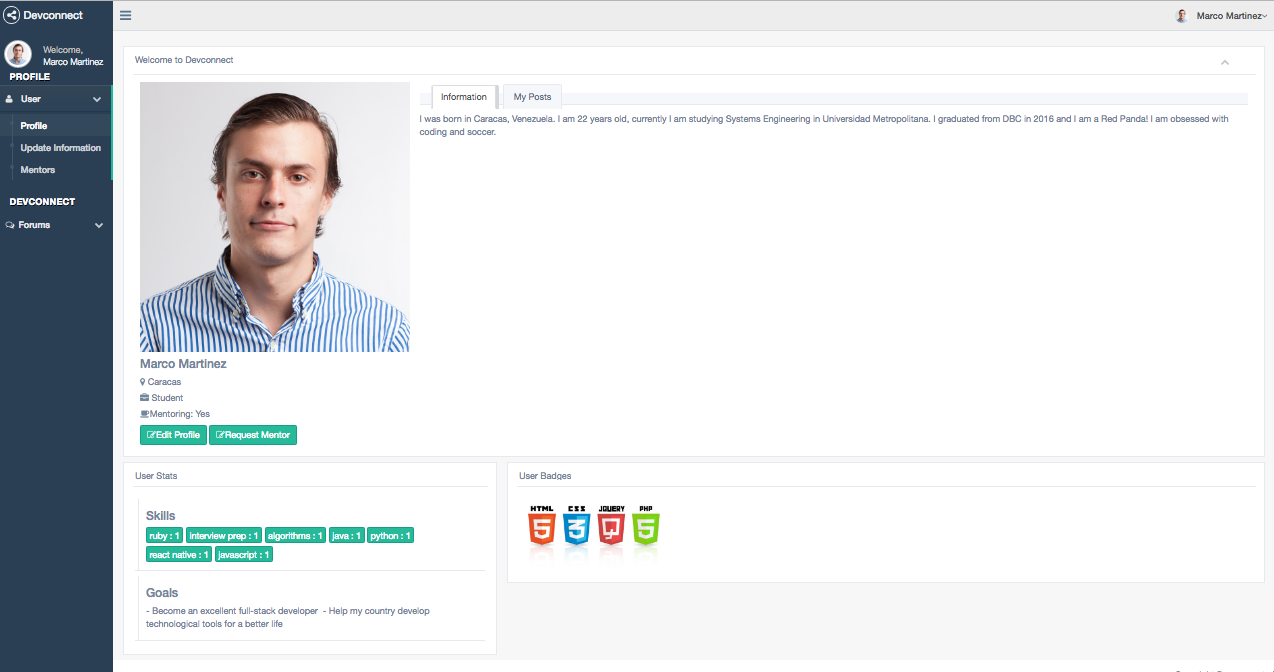 Devconnect
Marco Martinez
Welcome,
Marco Martinez
PROFILE
User
Profile
Update Information
Mentors
DEVCONNECT
Forums
Welcome to Devconnect
Information
My Posts
I was born in Caracas, Venezuela. I am 22 years old, currently I am studying Systems Engineering in Universidad Metropolitana. I graduated from DBC in 2016 and I am a Red Panda! I am obsessed with
coding and soccer.
Marco Martinez
Caracas
Student
Mentoring: Yes
Edit Profile
Request Mentor
User Stats
Skills
ruby : 1 interview prep : 1 algorithms : 1 java : 1 python : 1
react native : 1 javascript : 1
Goals
- Become an excellent full-stack developer - Help my country develop
technological tools for a better life
User Badges
HTML CSS JQUERY PHP
5 3 5